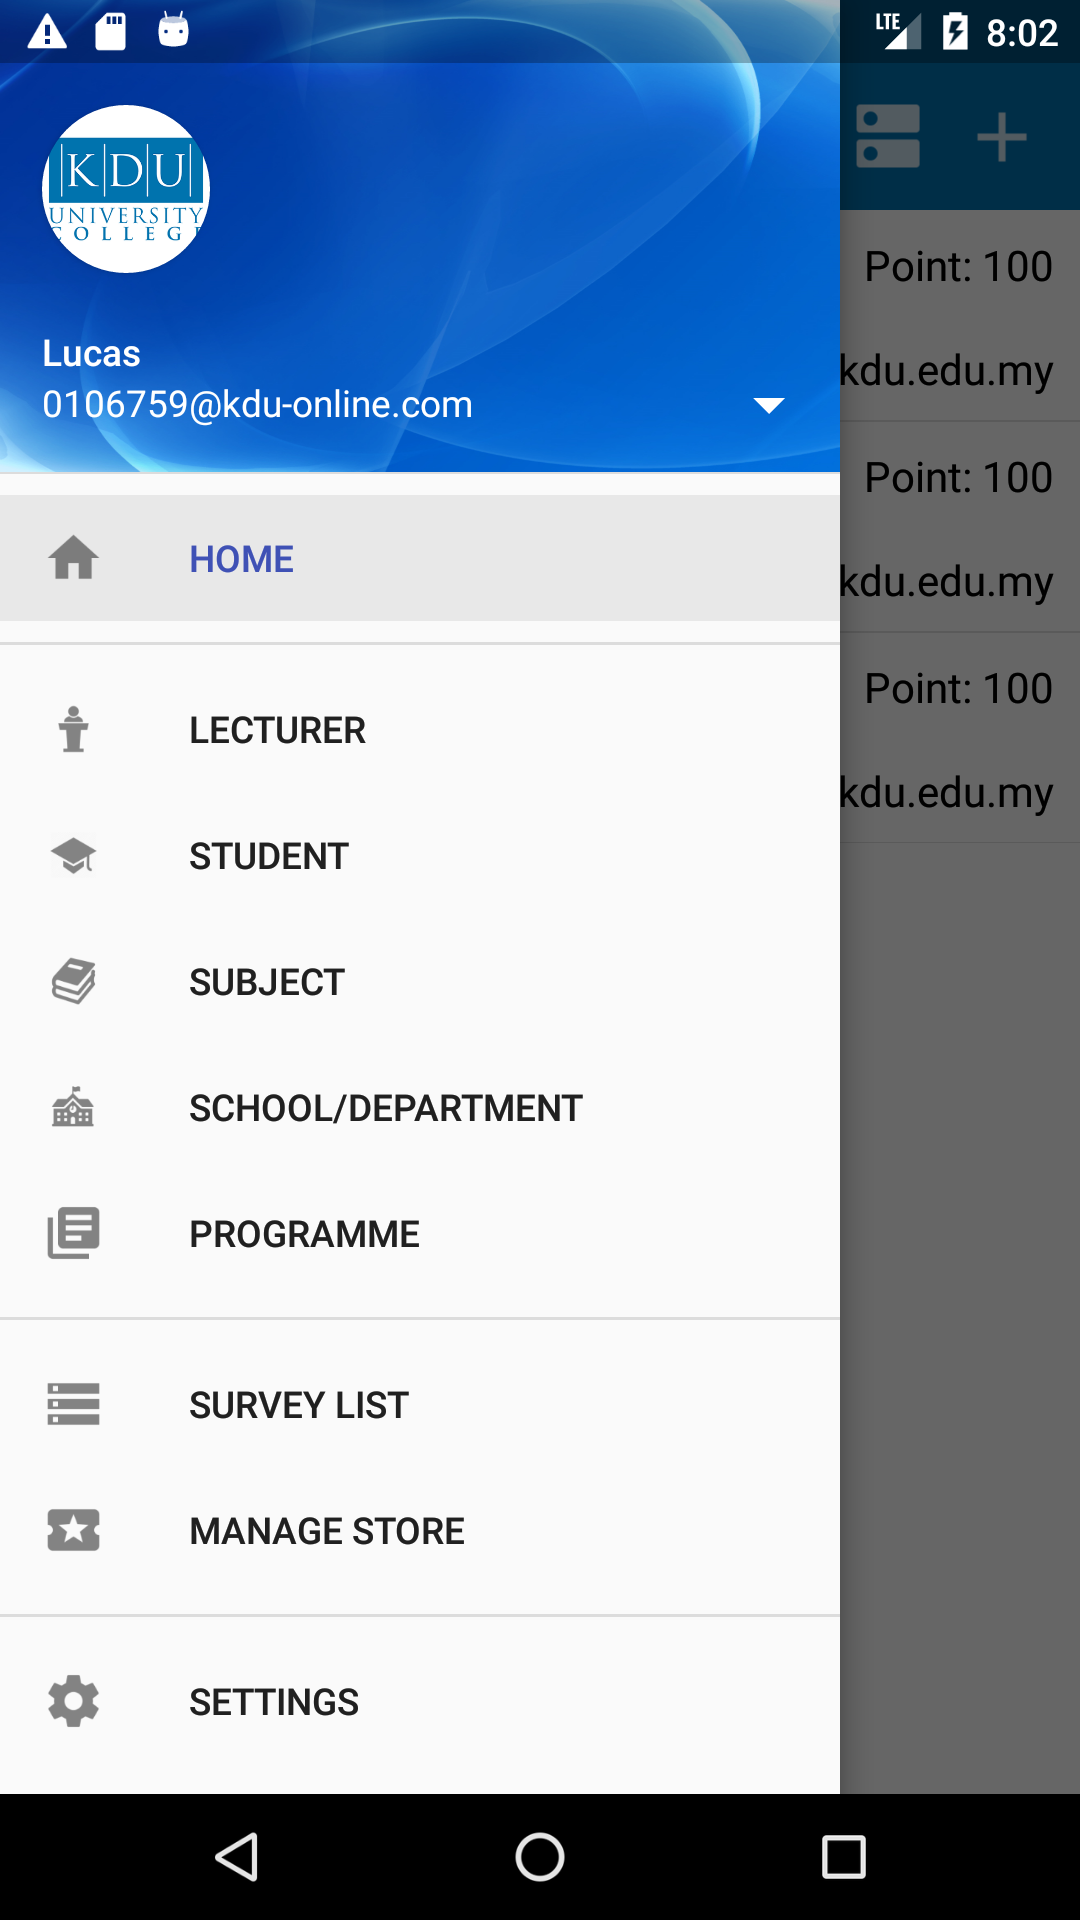 LTE 8:02
KDU
UNIVERSITY
COLLEGE
Lucas
0106759@kdu-online.com
HOME
LECTURER
STUDENT
SUBJECT
SCHOOL/DEPARTMENT
PROGRAMME
SURVEY LIST
MANAGE STORE
SETTINGS
Point: 100
kdu.edu.my
Point: 100
kdu.edu.my
Point: 100
kdu.edu.my